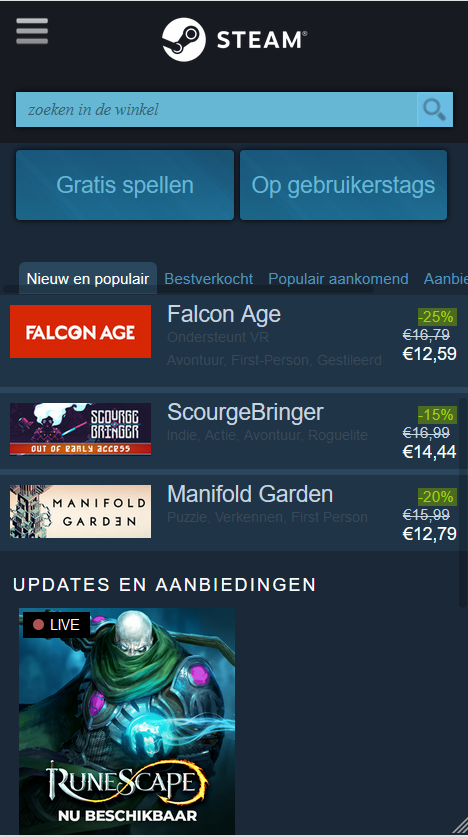 STEAM®
zoeken in de winkel
Gratis spellen
Op gebruikerstags
Nieuw en populair
Bestverkocht
Populair aankomend
Aanbie
FALCON AGE
Falcon Age
Ondersteunt VR
Avontuur, First-Person, Gestileerd
-25%
€16,79
€12,59
SCOURGE
BRINGER
OUT OF EARLY ACCESS
ScourgeBringer
Indie, Actie, Avontuur, Roguelite
-15%
€16,99
€14,44
MANIFOLD
GARDEN
Manifold Garden
Puzzle, Verkennen, First Person
-20%
€15,99
€12,79
UPDATES EN AANBIEDINGEN
LIVE
RUNESCAPE
NU BESCHIKBAAR